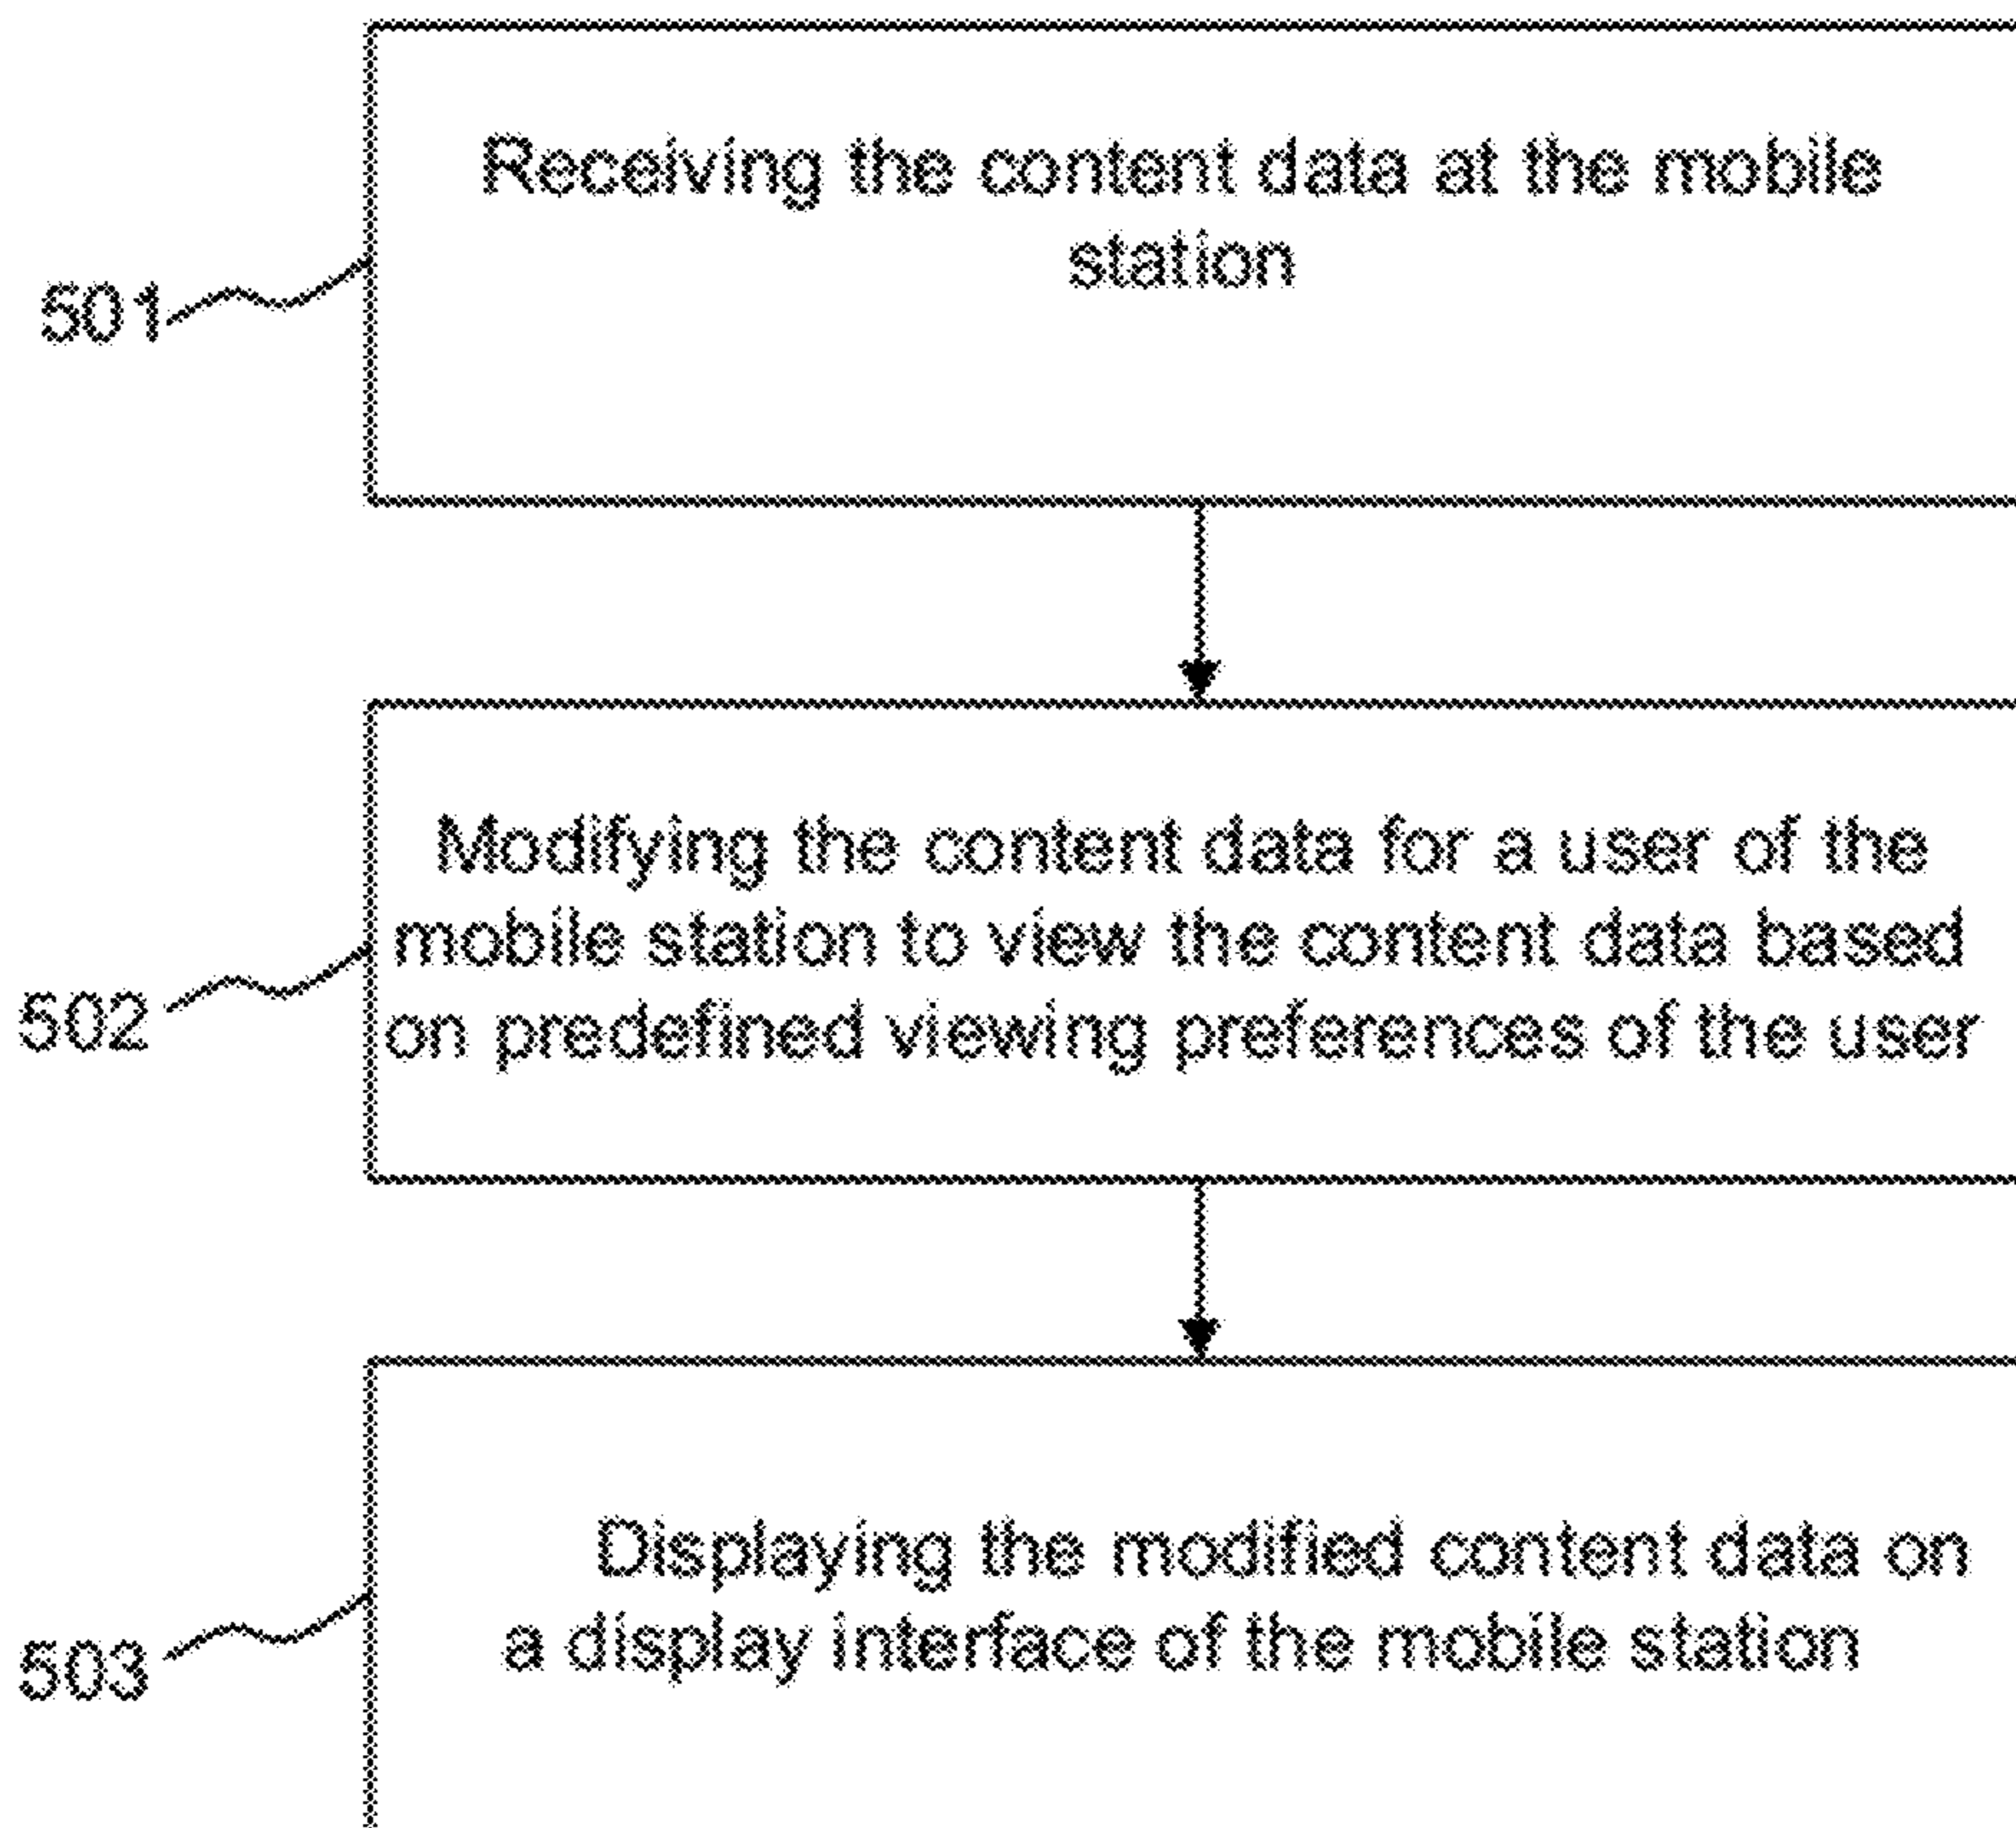 Receiving the content data at the mobile
station
501
Modifying the content data for a user of the
mobile station to view the content data based
on predefined viewing preferences of the user
502
Displaying the modified content data on
a display interface of the mobile station
503